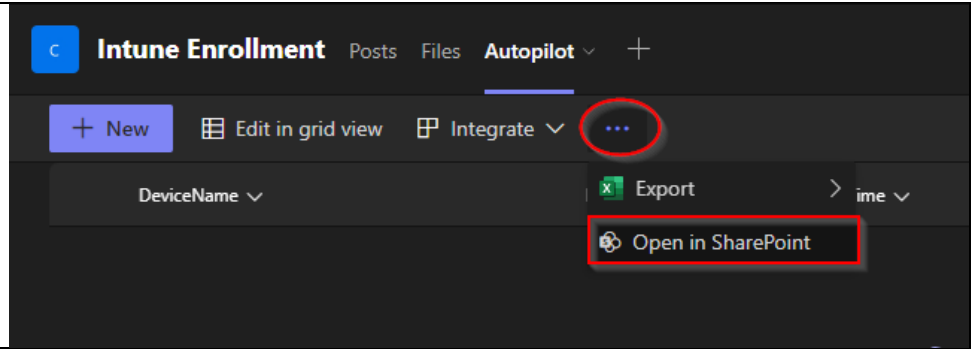 C Intune Enrollment Posts Files Autopilot
New Edit in grid view Integrate ...
Export
DeviceName ime
Open in SharePoint